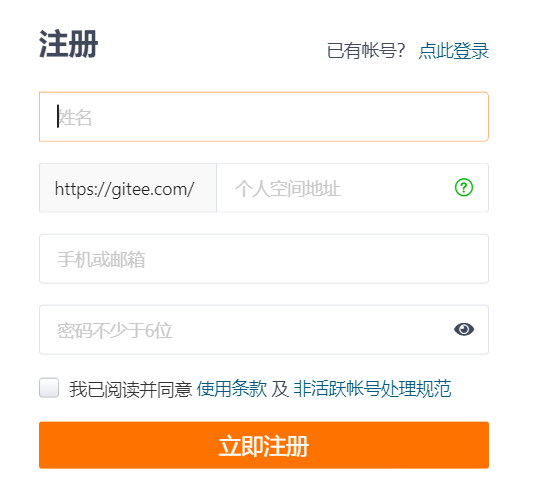 注册
已有帐号? 点此登录
姓名
https://gitee.com/ 个人空间地址
手机或邮箱
密码不少于6位
我已阅读并同意 使用条款 及 非活跃帐号处理规范
立即注册